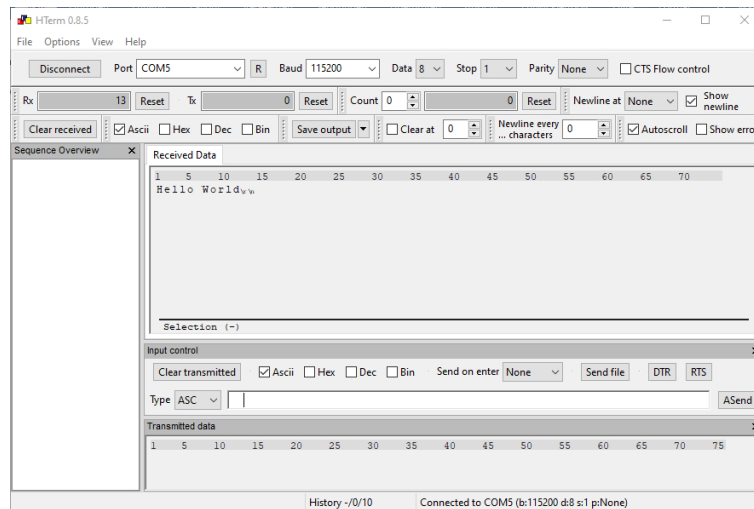 HTerm 0.8.5
File Options View Help
Disconnect Port COM5 R Baud 115200 Data 8 Stop 1 Parity None CTS Flow control
Rx 13 Reset Tx 0 Reset Count 0 0 Reset Newline at None Show newline
Clear received Ascii Hex Dec Bin Save output Clear at 0 Newline every ... characters 0 Autoscroll Show erro
Sequence Overview X
Received Data
1 5 10 15 20 25 30 35 40 45 50 55 60 65 70
Hello World\r\n
Selection (-)
Input control
Clear transmitted Ascii Hex Dec Bin Send on enter None Send file DTR RTS
Type ASC ASend
Transmitted data
1 5 10 15 20 25 30 35 40 45 50 55 60 65 70 75
History -/0/10 Connected to COM5 (b:115200 d:8 s:1 p:None)